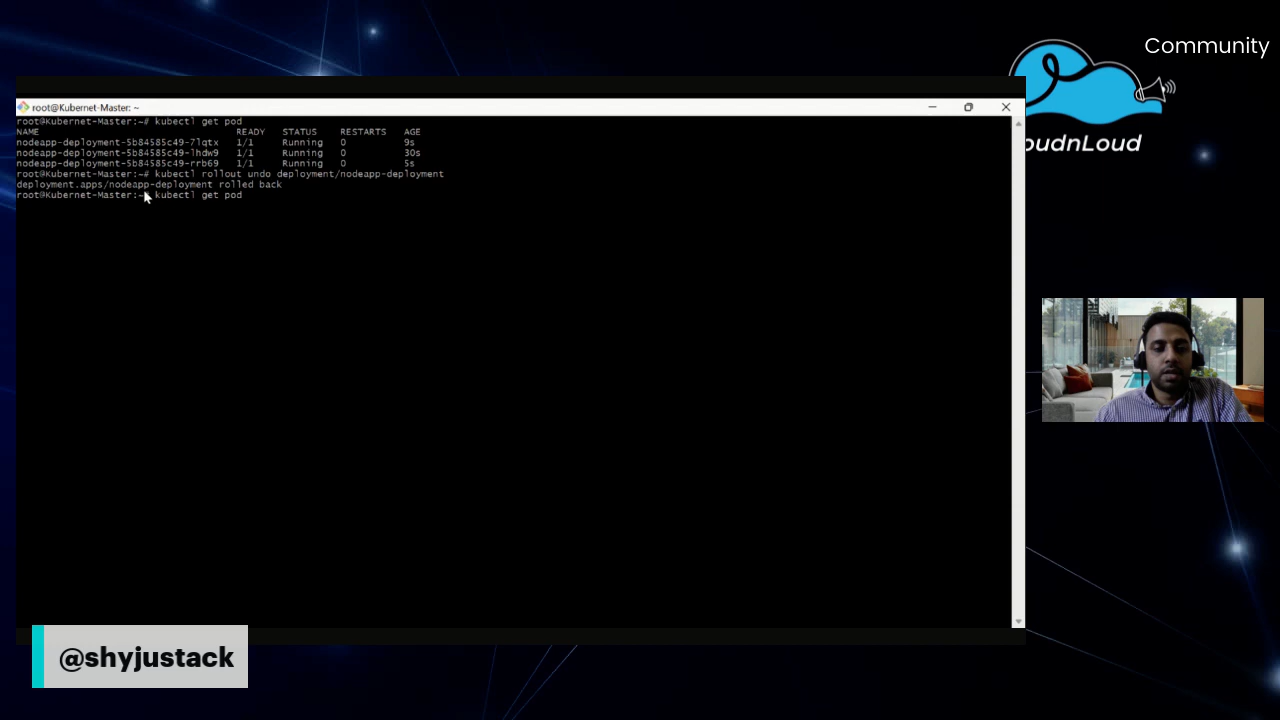 Community
oudnLoud
root@Kubernet-Master: ~
root@Kubernet-Master:~# kubectl get pod
NAME READY STATUS RESTARTS AGE
nodeapp-deployment-5b84585c49-7lqtx 1/1 Running 0 9s
nodeapp-deployment-5b84585c49-lhdw9 1/1 Running 0 30s
nodeapp-deployment-5b84585c49-rrb69 1/1 Running 0 5s
root@Kubernet-Master:~# kubectl rollout undo deployment/nodeapp-deployment
deployment.apps/nodeapp-deployment rolled back
root@Kubernet-Master:~# kubectl get pod
@shyjustack